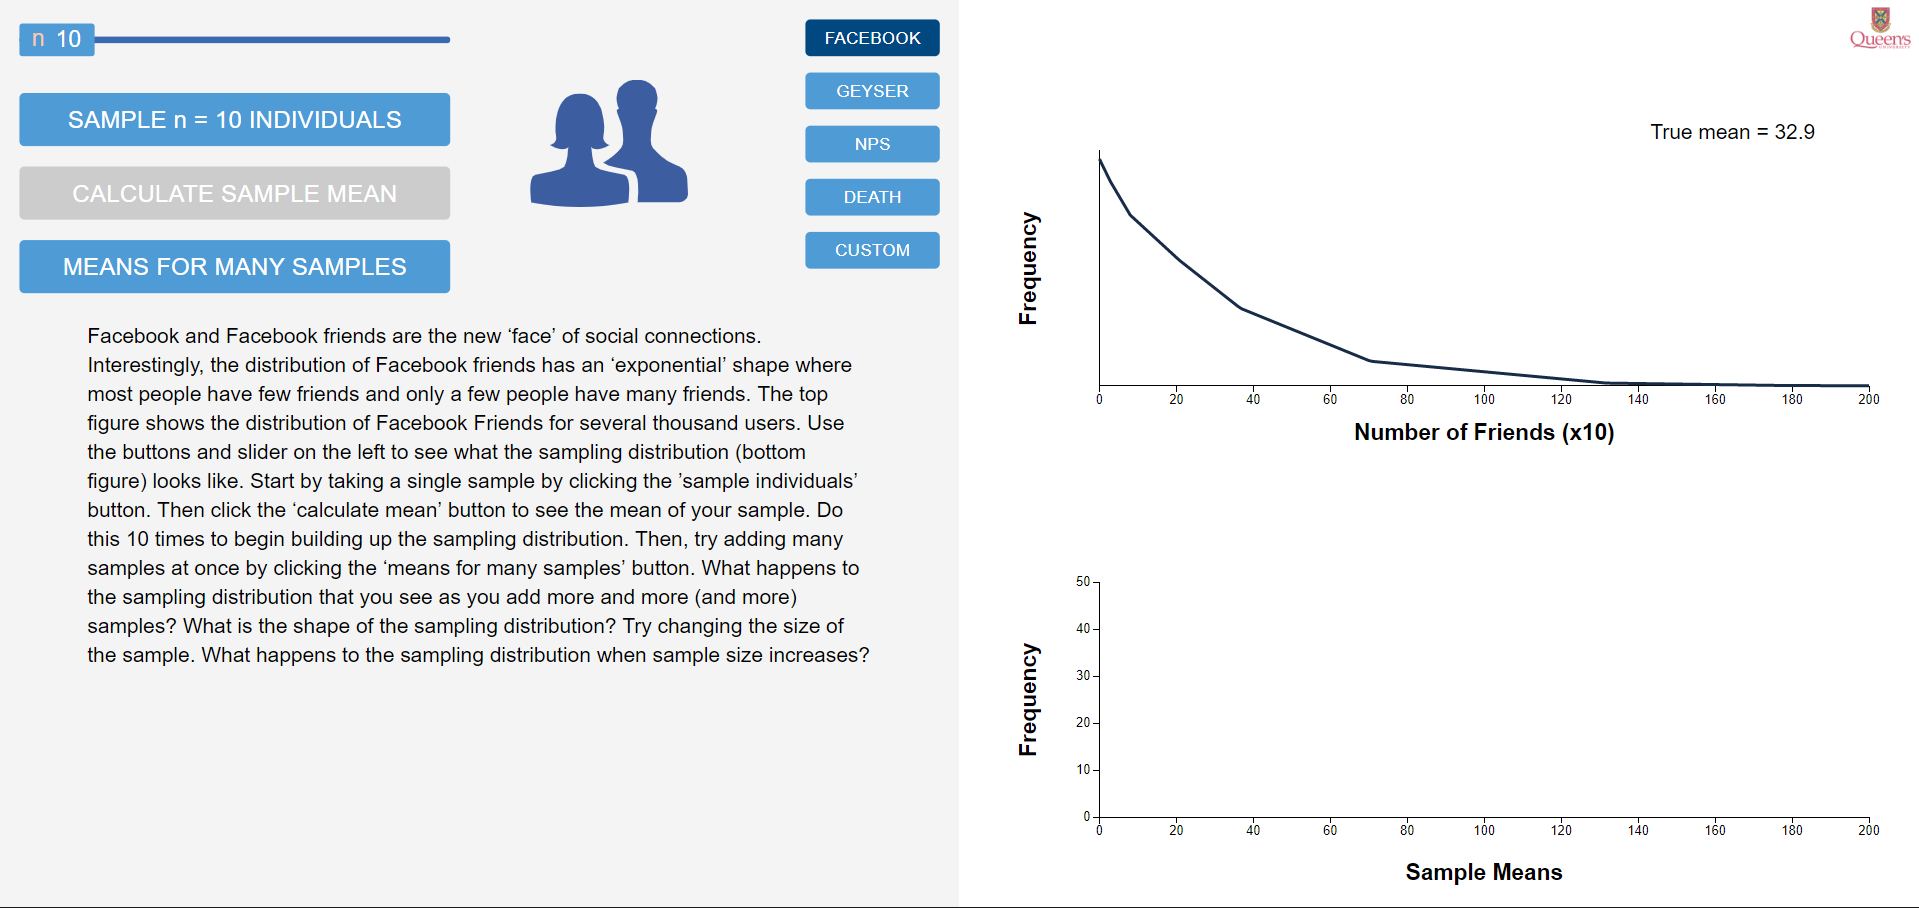 n 10
SAMPLE n = 10 INDIVIDUALS
CALCULATE SAMPLE MEAN
MEANS FOR MANY SAMPLES
FACEBOOK
GEYSER
NPS
DEATH
CUSTOM
Facebook and Facebook friends are the new ‘face’ of social connections.
Interestingly, the distribution of Facebook friends has an ‘exponential’ shape where
most people have few friends and only a few people have many friends. The top
figure shows the distribution of Facebook Friends for several thousand users. Use
the buttons and slider on the left to see what the sampling distribution (bottom
figure) looks like. Start by taking a single sample by clicking the ’sample individuals’
button. Then click the ‘calculate mean’ button to see the mean of your sample. Do
this 10 times to begin building up the sampling distribution. Then, try adding many
samples at once by clicking the ‘means for many samples’ button. What happens to
the sampling distribution that you see as you add more and more (and more)
samples? What is the shape of the sampling distribution? Try changing the size of
the sample. What happens to the sampling distribution when sample size increases?
Queen's
UNIVERSITY
True mean = 32.9
Frequency
0 20 40 60 80 100 120 140 160 180 200
Number of Friends (x10)
Frequency
50
40
30
20
10
0
0 20 40 60 80 100 120 140 160 180 200
Sample Means